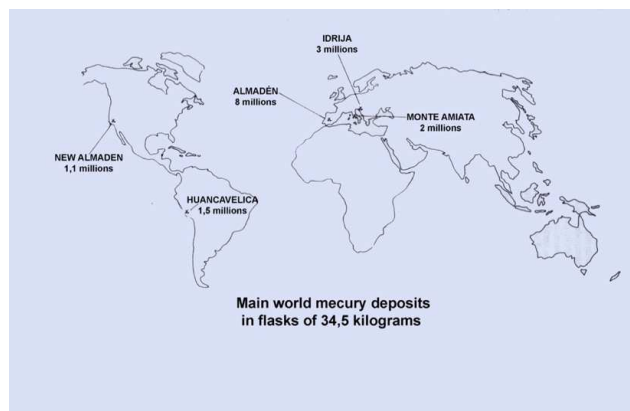 IDRIJA
3 millions
ALMADÉN
8 millions
MONTE AMIATA
2 millions
NEW ALMADEN
1,1 millions
HUANCAVELICA
1,5 millions
Main world mecury deposits
in flasks of 34,5 kilograms